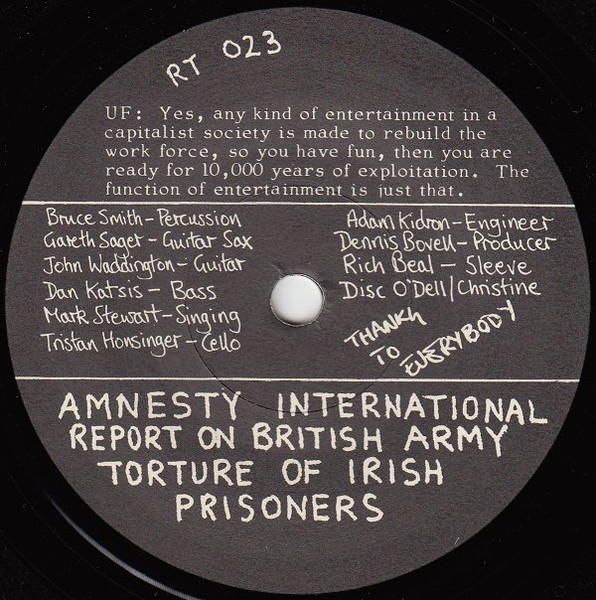 RT 023
UF: Yes, any kind of entertainment in a
capitalist society is made to rebuild the
work force, so you have fun, then you are
ready for 10,000 years of exploitation. The
function of entertainment is just that.
Bruce Smith - Percussion
Gareth Sager - Guitar Sax
John Waddington - Guitar
Dan Katsis - Bass
Mark Stewart - Singing
Tristan Honsinger - Cello
Adam Kidron - Engineer
Dennis Bovell - Producer
Rich Beal - Sleeve
Disc O'Dell/Christine
THANKS
TO
EVERYBODY
AMNESTY INTERNATIONAL
REPORT ON BRITISH ARMY
TORTURE OF IRISH
PRISONERS